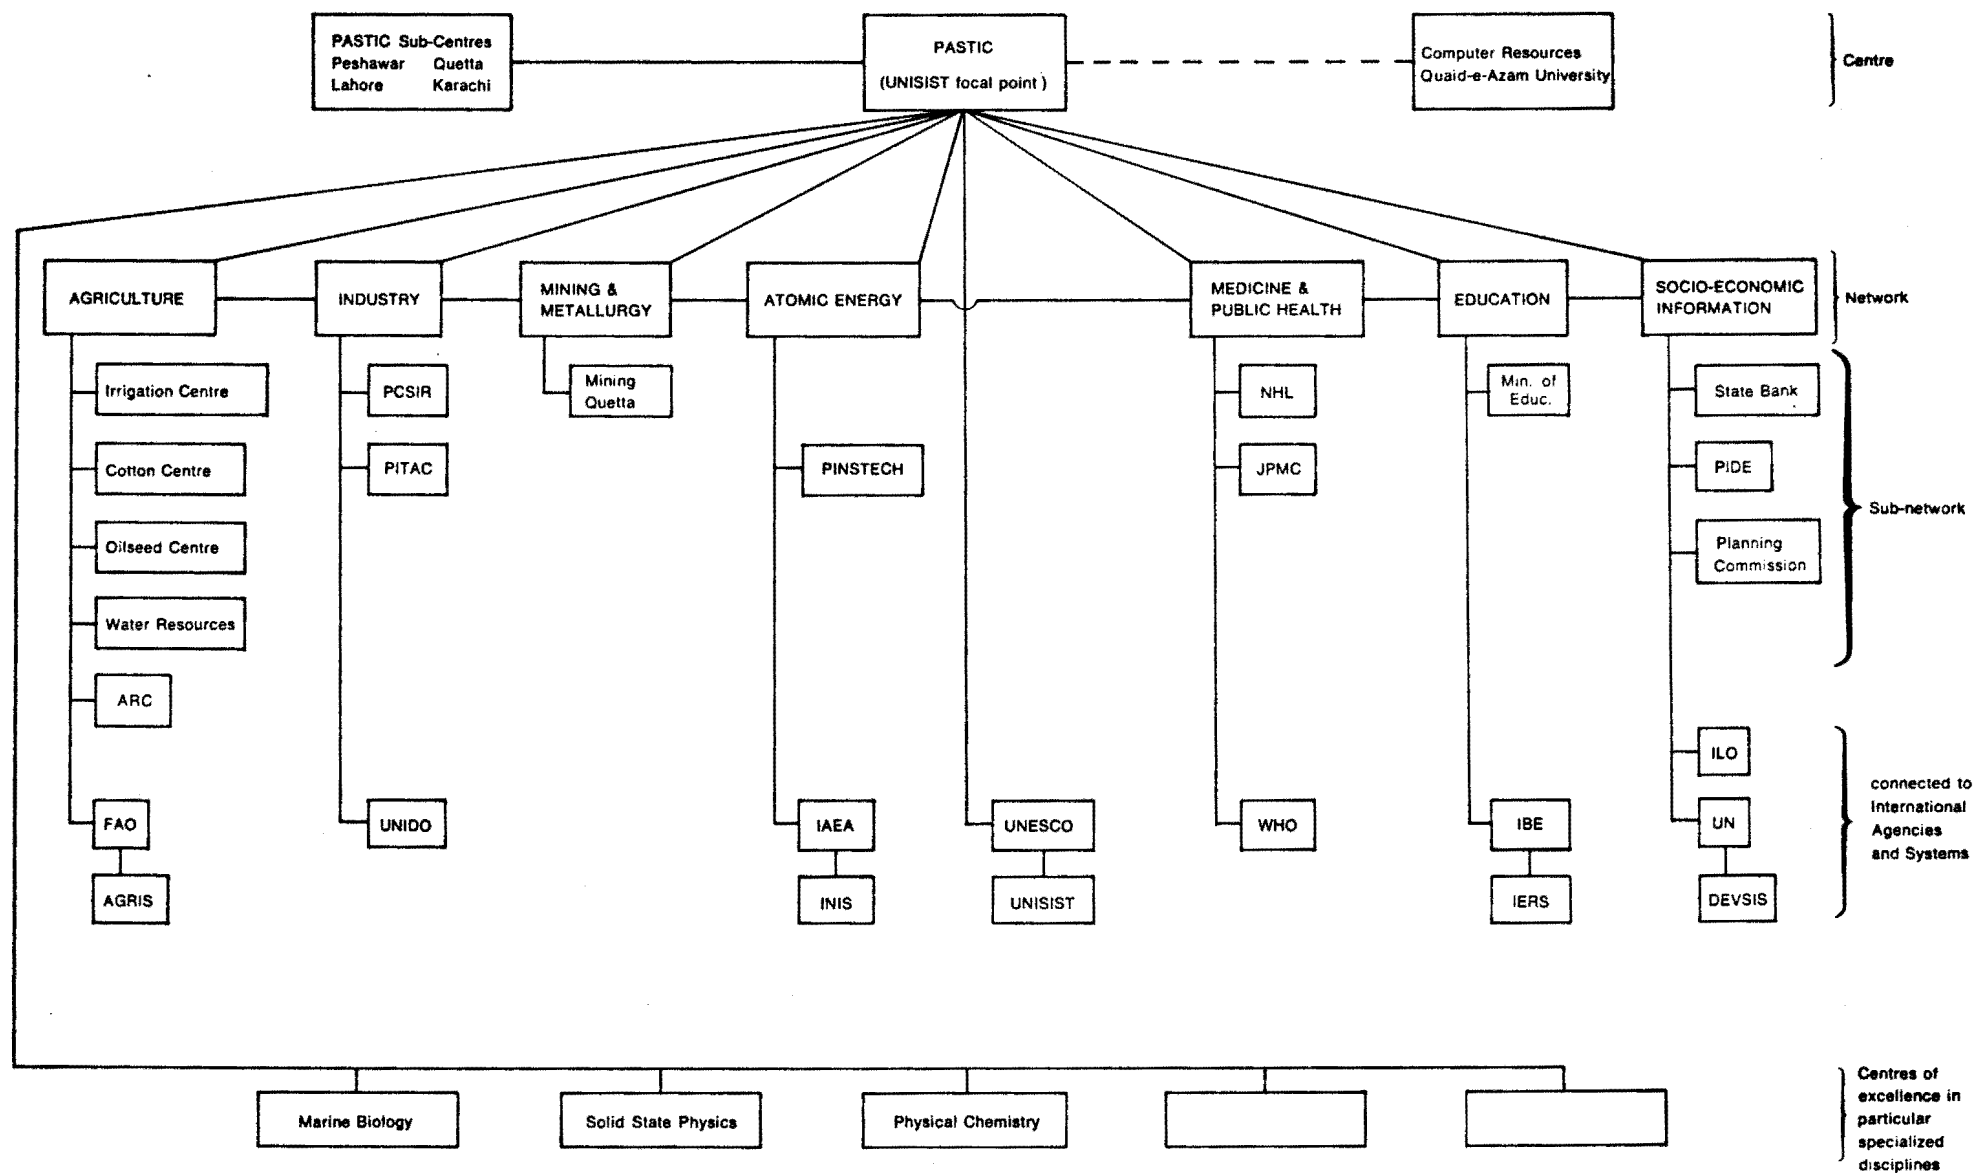 PASTIC Sub-Centres
Peshawar Quetta
Lahore Karachi
PASTIC
(UNISIST focal point)
Computer Resources
Quaid-e-Azam University
Centre
AGRICULTURE
INDUSTRY
MINING &
METALLURGY
ATOMIC ENERGY
MEDICINE &
PUBLIC HEALTH
EDUCATION
SOCIO-ECONOMIC
INFORMATION
Network
Irrigation Centre
PCSIR
Mining
Quetta
NHL
Min. of
Educ.
State Bank
Cotton Centre
PITAC
PINSTECH
JPMC
PIDE
Oilseed Centre
Planning
Commission
Sub-network
Water Resources
ARC
ILO
FAO
UNIDO
IAEA
UNESCO
WHO
IBE
UN
connected to
International
Agencies
and Systems
AGRIS
INIS
UNISIST
IERS
DEVSIS
Marine Biology
Solid State Physics
Physical Chemistry
Centres of
excellence in
particular
specialized
disciplines